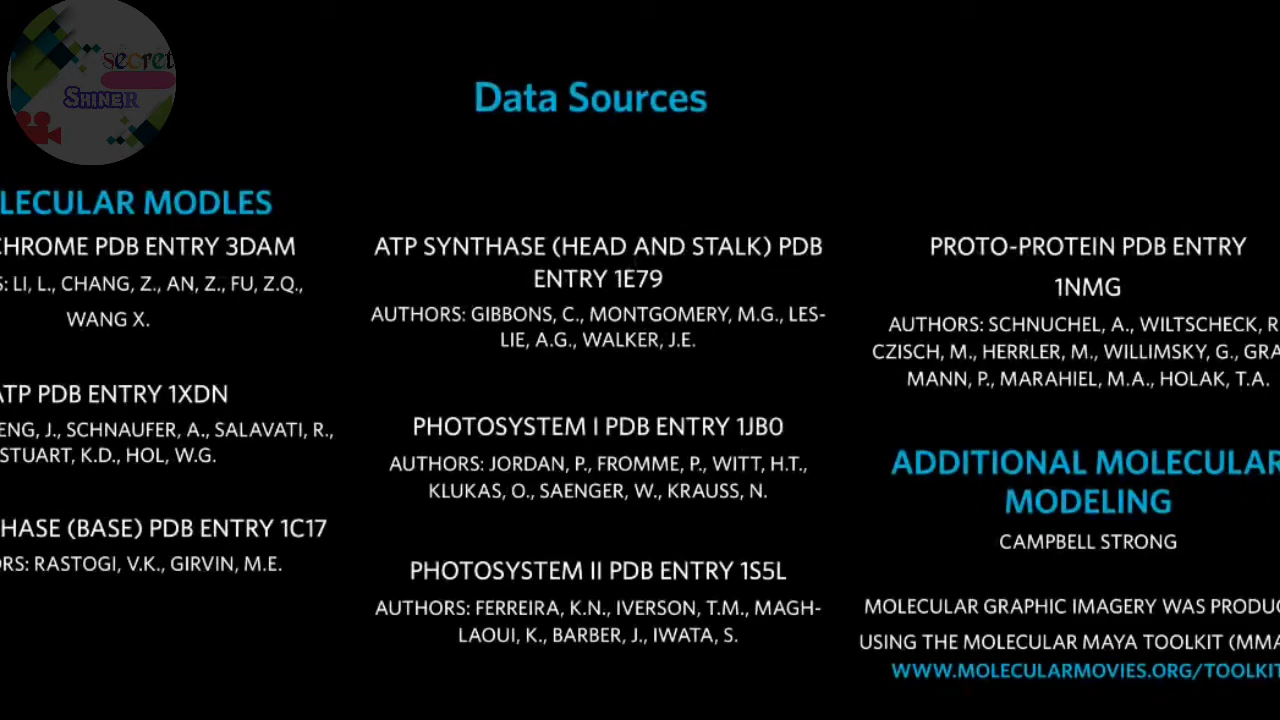 secret
SHINER
Data Sources
LECULAR MODLES
CHROME PDB ENTRY 3DAM
S: LI, L., CHANG, Z., AN, Z., FU, Z.Q.,
WANG X.
ATP PDB ENTRY 1XDN
ENG, J., SCHNAUFER, A., SALAVATI, R.,
STUART, K.D., HOL, W.G.
HASE (BASE) PDB ENTRY 1C17
ORS: RASTOGI, V.K., GIRVIN, M.E.
ATP SYNTHASE (HEAD AND STALK) PDB
ENTRY 1E79
AUTHORS: GIBBONS, C., MONTGOMERY, M.G., LES-
LIE, A.G., WALKER, J.E.
PHOTOSYSTEM I PDB ENTRY 1JB0
AUTHORS: JORDAN, P., FROMME, P., WITT, H.T.,
KLUKAS, O., SAENGER, W., KRAUSS, N.
PHOTOSYSTEM II PDB ENTRY 1S5L
AUTHORS: FERREIRA, K.N., IVERSON, T.M., MAGH-
LAOUI, K., BARBER, J., IWATA, S.
PROTO-PROTEIN PDB ENTRY
1NMG
AUTHORS: SCHNUCHEL, A., WILTSCHECK, R
CZISCH, M., HERRLER, M., WILLIMSKY, G., GRA
MANN, P., MARAHIEL, M.A., HOLAK, T.A.
ADDITIONAL MOLECULAR
MODELING
CAMPBELL STRONG
MOLECULAR GRAPHIC IMAGERY WAS PRODUC
USING THE MOLECULAR MAYA TOOLKIT (MMA
WWW.MOLECULARMOVIES.ORG/TOOLKIT